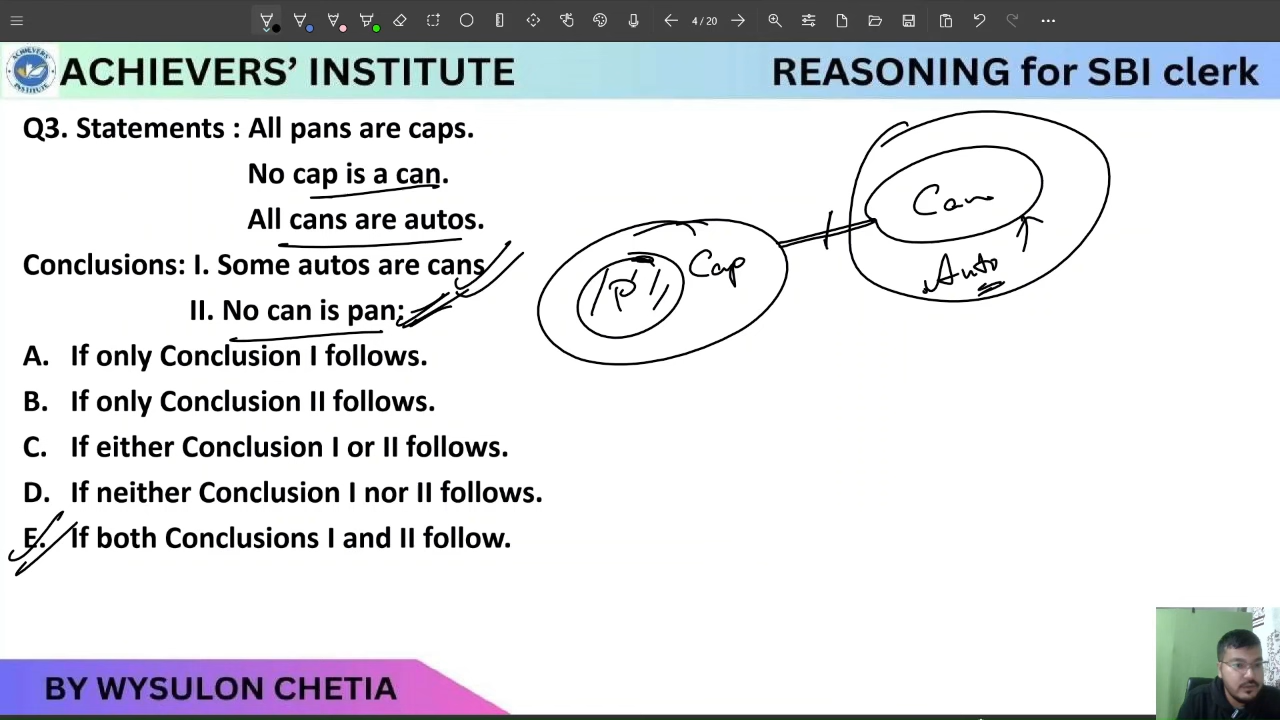 4 / 20
ACHIEVERS' INSTITUTE
REASONING for SBI clerk
Q3. Statements : All pans are caps.
No cap is a can.
All cans are autos.
Conclusions: I. Some autos are cans
II. No can is pan;
A. If only Conclusion I follows.
B. If only Conclusion II follows.
C. If either Conclusion I or II follows.
D. If neither Conclusion I nor II follows.
E. If both Conclusions I and II follow.
P
Cap
Can
Auto
BY WYSULON CHETIA